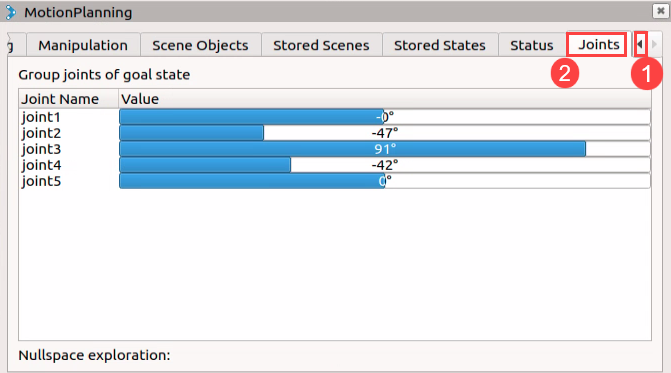 MotionPlanning
g Manipulation Scene Objects Stored Scenes Stored States Status Joints
2 1
Group joints of goal state
Joint Name Value
joint1 -0°
joint2 -47°
joint3 91°
joint4 -42°
joint5 0°
Nullspace exploration: